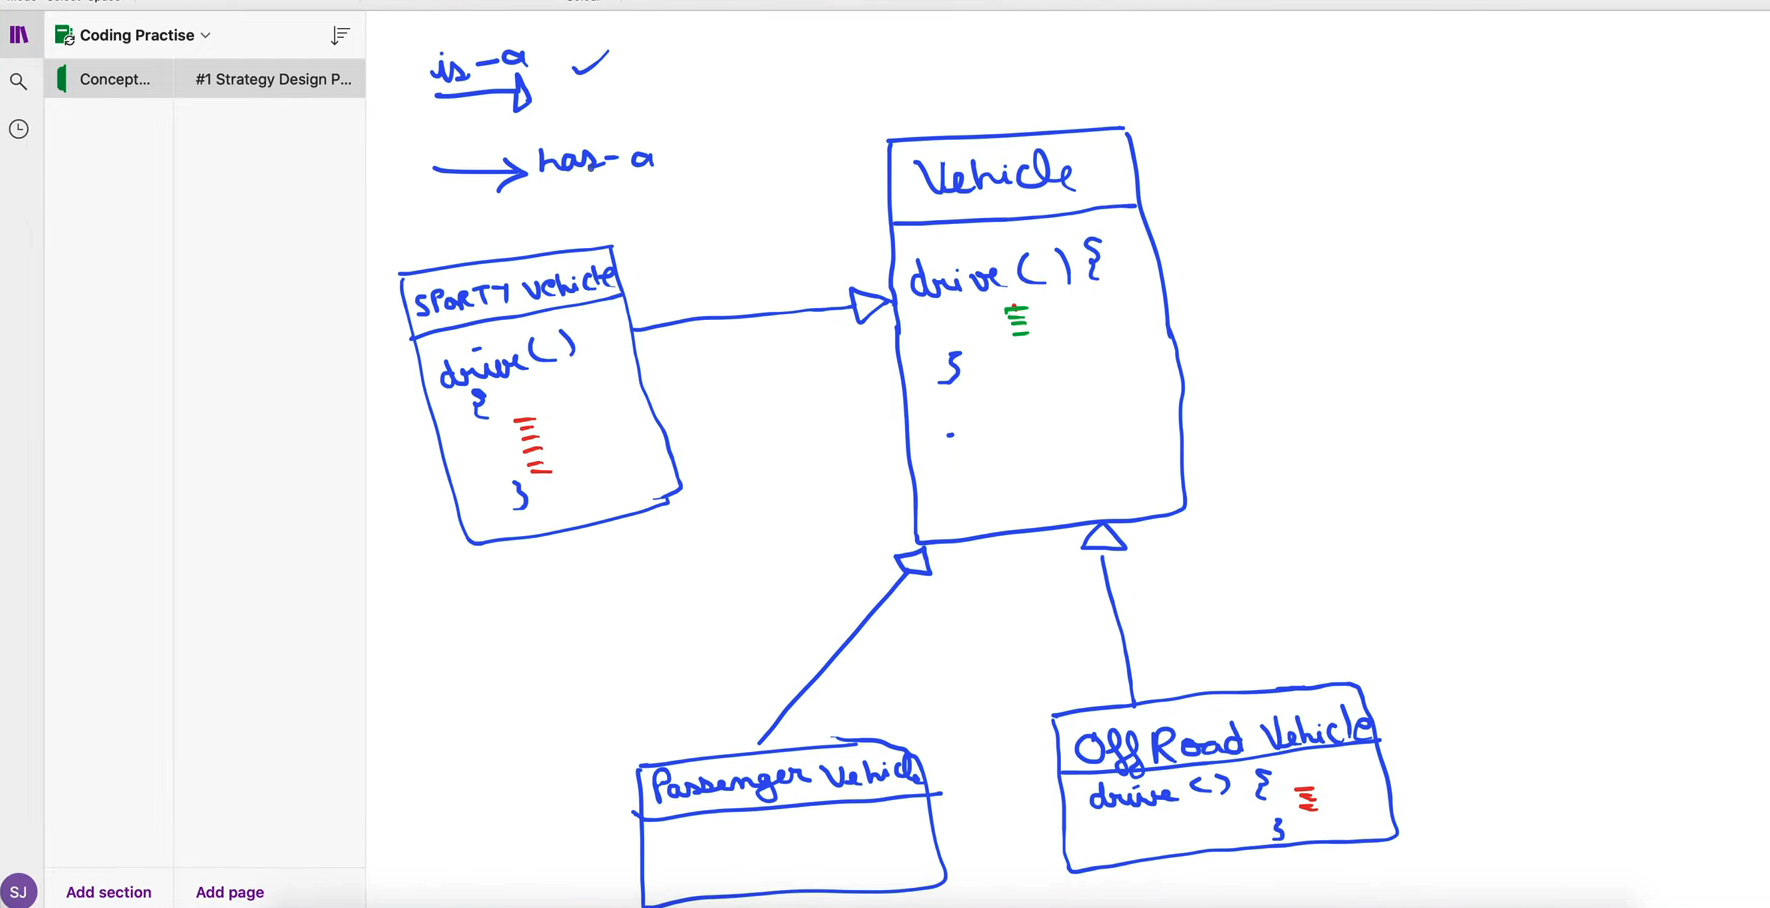 Coding Practise
Concept...
#1 Strategy Design P...
is-a
has-a
Vehicle
drive() {
}
SPORTY Vehicle
drive()
{
}
Passenger Vehicle
Off Road Vehicle
drive () {
}
SJ
Add section
Add page